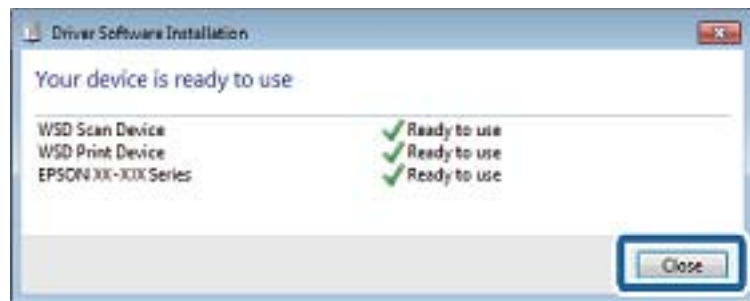 Driver Software Installation
Your device is ready to use
WSD Scan Device Ready to use
WSD Print Device Ready to use
EPSON XX-XXX Series Ready to use
Close